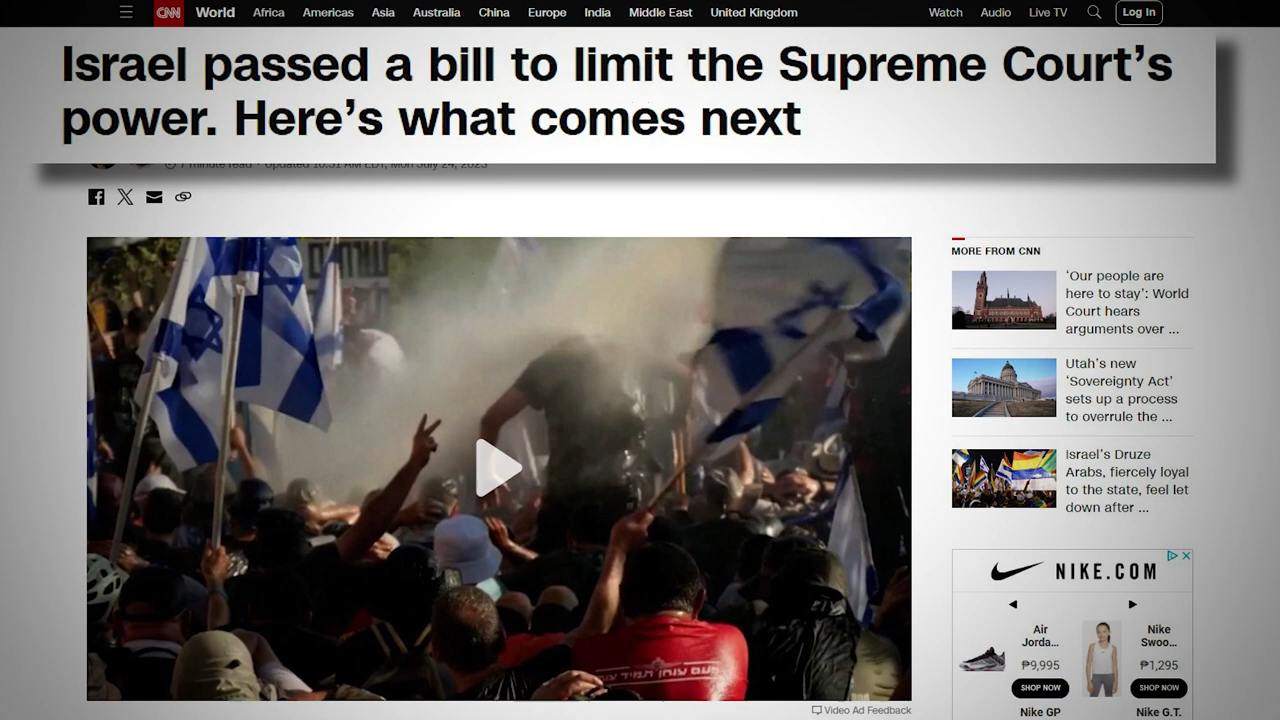 CNN World Africa Americas Asia Australia China Europe India Middle East United Kingdom Watch Audio Live TV Log In
Israel passed a bill to limit the Supreme Court’s
power. Here’s what comes next
MORE FROM CNN
‘Our people are
here to stay’: World
Court hears
arguments over ...
Utah’s new
‘Sovereignty Act’
sets up a process
to overrule the ...
Israel’s Druze
Arabs, fiercely loyal
to the state, feel let
down after ...
NIKE.COM
Air
Jorda...
₱9,995
SHOP NOW
Nike GP
Nike
Swoo...
₱1,295
SHOP NOW
Nike G.T.
Video Ad Feedback